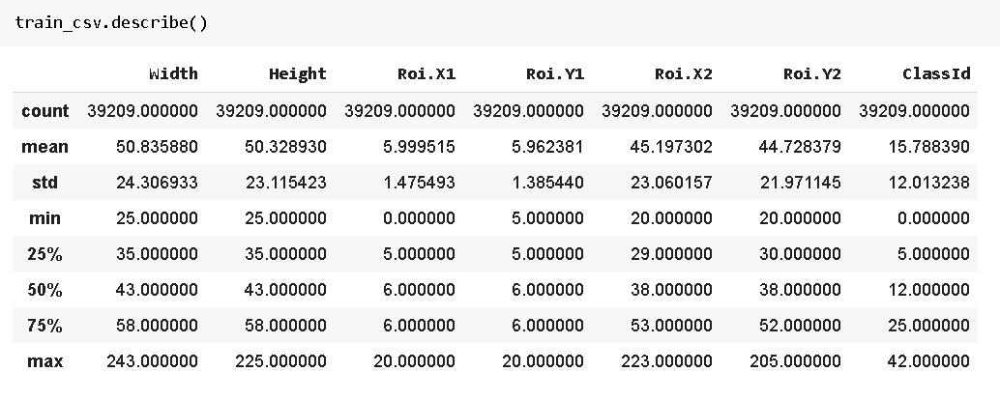 train_csv.describe()
Width Height Roi.X1 Roi.Y1 Roi.X2 Roi.Y2 ClassId
count 39209.000000 39209.000000 39209.000000 39209.000000 39209.000000 39209.000000 39209.000000
mean 50.835880 50.328930 5.999515 5.962381 45.197302 44.728379 15.788390
std 24.306933 23.115423 1.475493 1.385440 23.060157 21.971145 12.013238
min 25.000000 25.000000 0.000000 5.000000 20.000000 20.000000 0.000000
25% 35.000000 35.000000 5.000000 5.000000 29.000000 30.000000 5.000000
50% 43.000000 43.000000 6.000000 6.000000 38.000000 38.000000 12.000000
75% 58.000000 58.000000 6.000000 6.000000 53.000000 52.000000 25.000000
max 243.000000 225.000000 20.000000 20.000000 223.000000 205.000000 42.000000